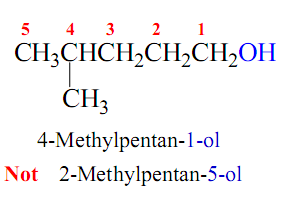 5 4 3 2 1
CH₃CHCH₂CH₂CH₂OH
CH₃
4-Methylpentan-1-ol
Not 2-Methylpentan-5-ol